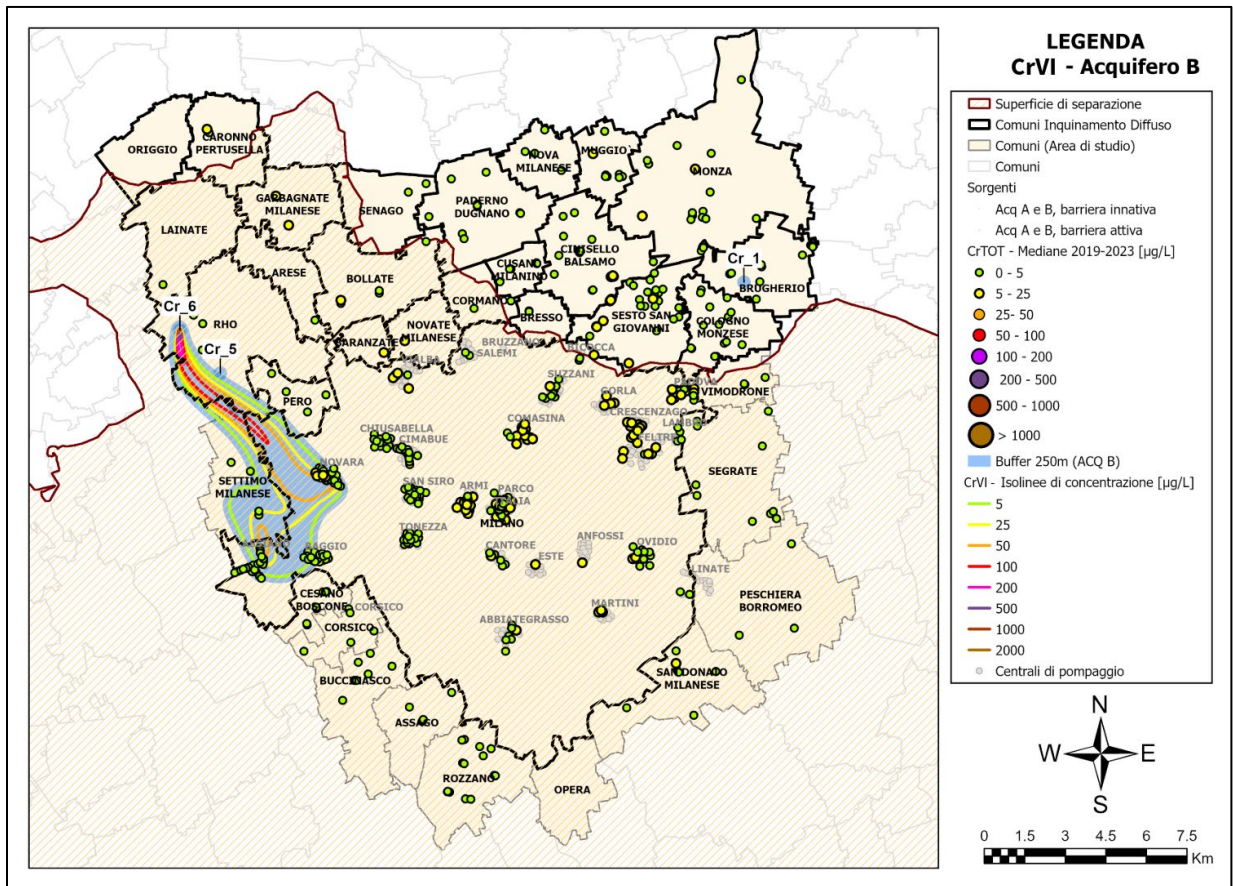 LEGENDA
CrVI - Acquifero B
Superficie di separazione
Comuni Inquinamento Diffuso
Comuni (Area di studio)
Comuni
Sorgenti
Acq A e B, barriera innativa
Acq A e B, barriera attiva
CrTOT - Mediane 2019-2023 [µg/L]
0 - 5
5 - 25
25- 50
50 - 100
100 - 200
200 - 500
500 - 1000
> 1000
Buffer 250m (ACQ B)
CrVI - Isolinee di concentrazione [µg/L]
5
25
50
100
200
500
1000
2000
Centrali di pompaggio
N
W
E
S
0 1.5 3 4.5 6 7.5
Km
ORIGGIO
CARONNO
PERTUSELLA
GARBAGNATE
MILANESE
LAINATE
SENAGO
PADERNO
DUGNANO
NOVA
MILANESE
MUGGIO'
MONZA
ARESE
BOLLATE
CUSANO
MILANINO
CINISELLO
BALSAMO
Cr_1
BRUGHERIO
Cr_6
RHO
Cr_5
CORMANO
BRESSO
SESTO SAN
GIOVANNI
COLOGNO
MONZESE
BARANZATE
NOVATE
MILANESE
BRUZZANO
SALEMI
BICOCCA
PERO
SUZZANI
GORLA
PADOVA
VIMODRONE
CHIUSABELLA
CIMABUE
COMASINA
CRESCENZAGO
LAMBRO
FELTRE
NOVARA
SETTIMO
MILANESE
SAN SIRO
ARMI
PARCO
MILANO
SEGRATE
TONEZZA
BAGGIO
CANTORE
ESTE
ANFOSSI
OVIDIO
LINATE
CESANO
BOSCONE
CORSICO
CORSICO
ABBIATEGRASSO
MARTINI
PESCHIERA
BORROMEO
BUCCINASCO
SAN DONATO
MILANESE
ASSAGO
ROZZANO
OPERA